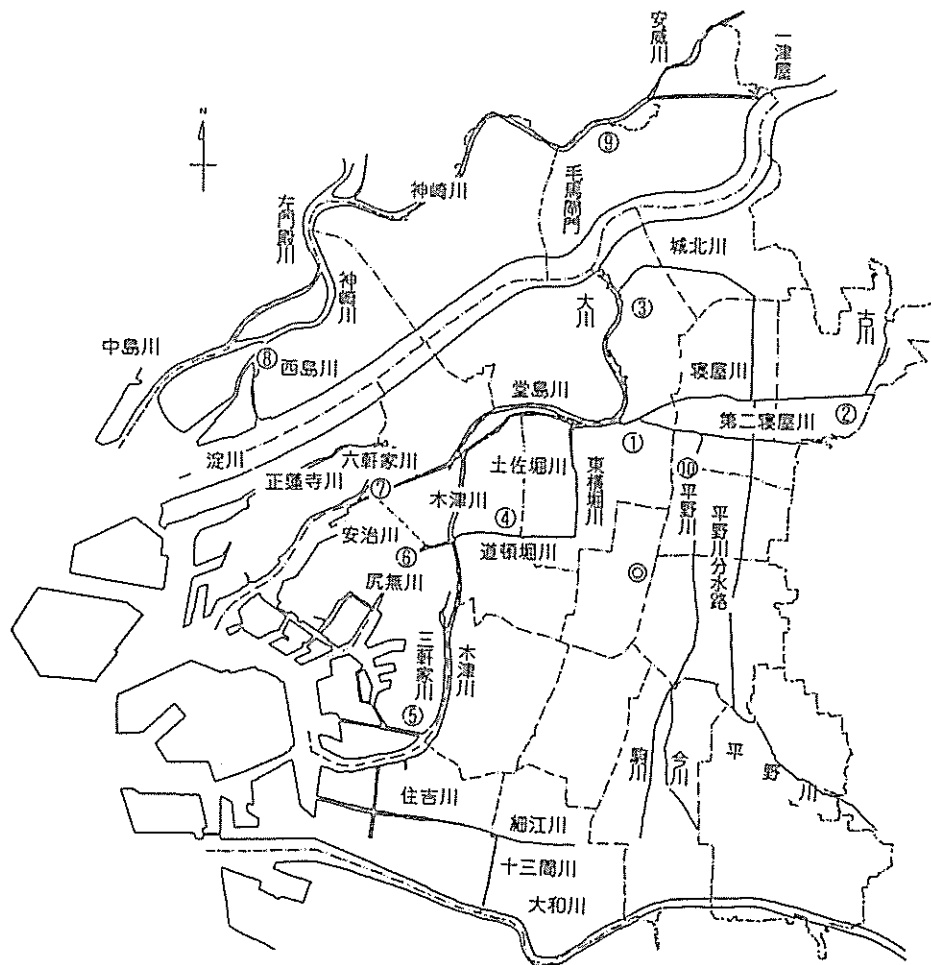 安威川
一津屋
N
⑨
神崎川
毛馬閘門
左門殿川
城北川
神崎川
大川
③
古川
中島川
⑧
西島川
寝屋川
堂島川
第二寝屋川
②
①
淀川
六軒家川
土佐堀川
正蓮寺川
⑦
木津川
東横堀川
⑩
平野川
平野川分水路
④
安治川
道頓堀川
⑥
◎
尻無川
三軒家川
木津川
⑤
駒川
今川
平野川
住吉川
細江川
十三間川
大和川